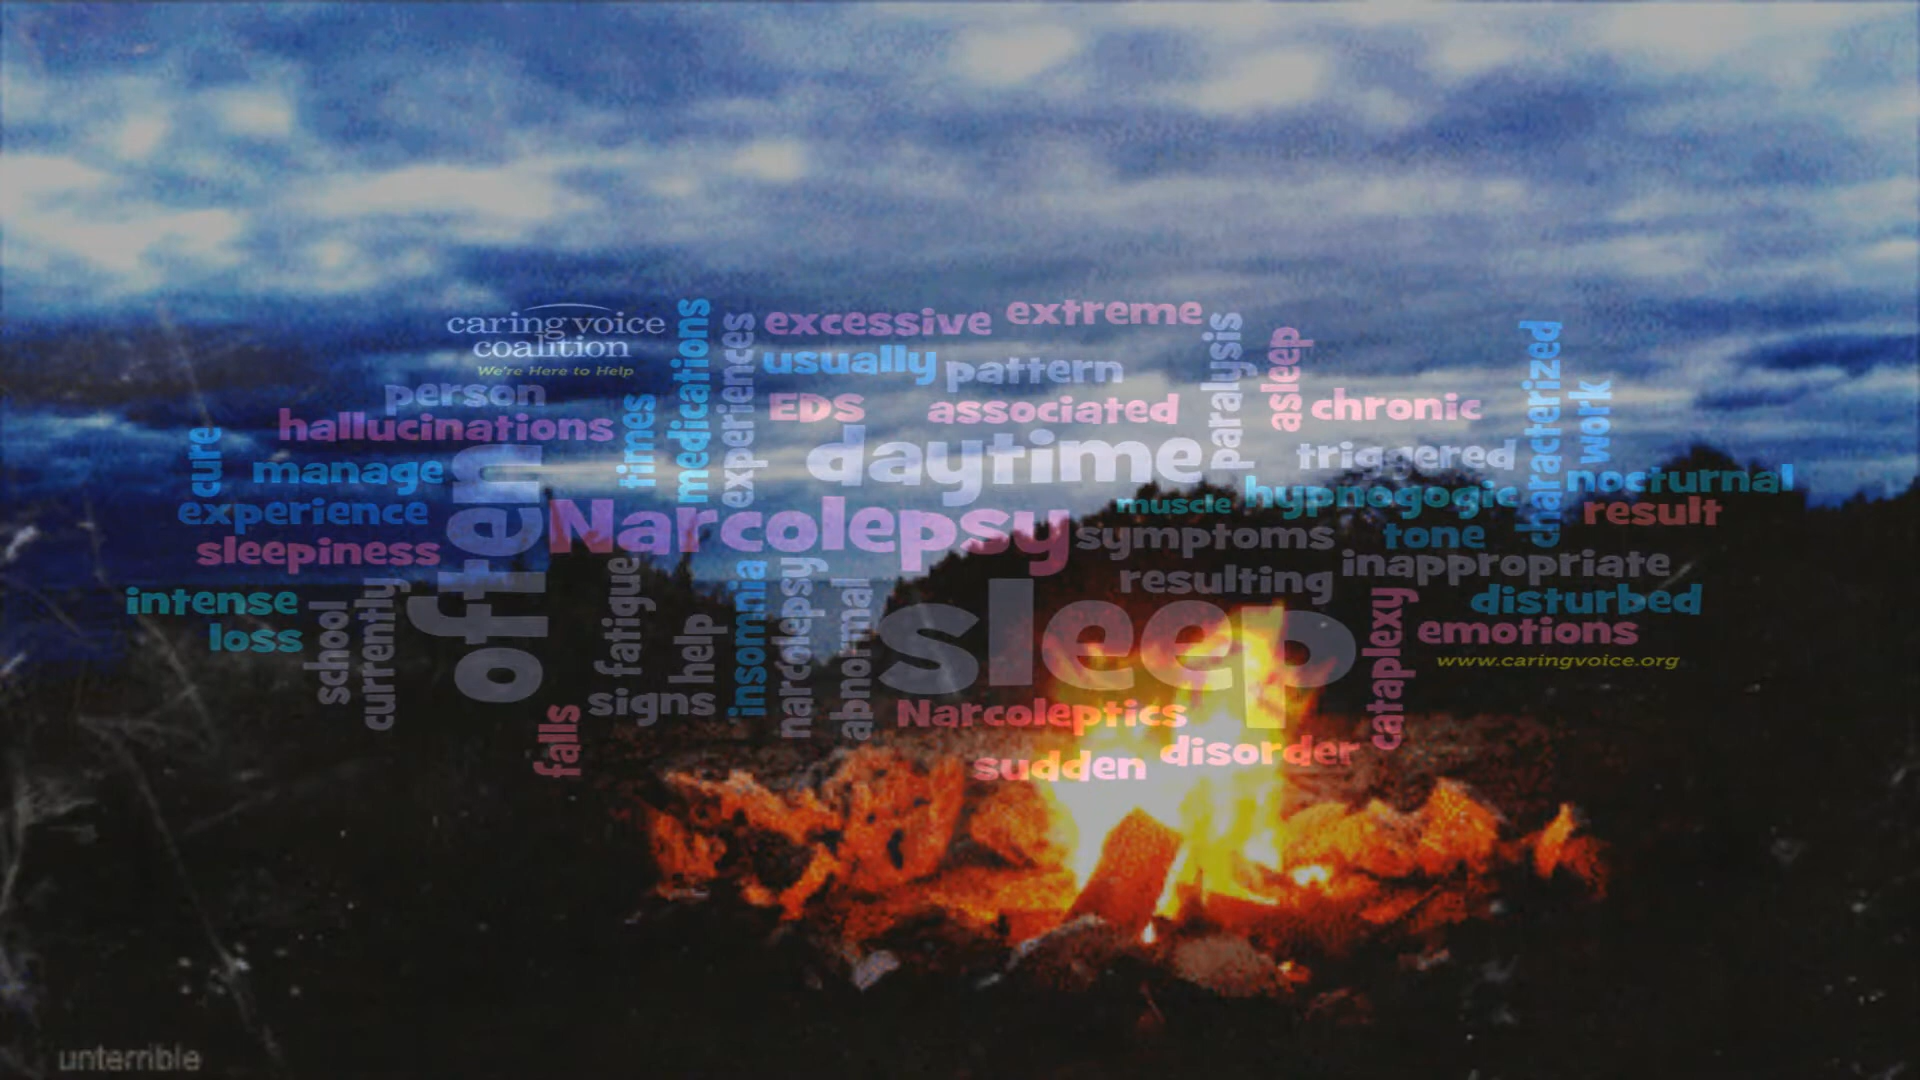 caring voice
coalition
We're Here to Help
medications
experiences
excessive
extreme
usually
pattern
paralysis
asleep
characterized
work
person
times
EDS
associated
chronic
hallucinations
cure
manage
often
daytime
triggered
nocturnal
experience
Narcolepsy
muscle
hypnogogic
result
sleepiness
symptoms
tone
inappropriate
intense
resulting
disturbed
loss
school
currently
fatigue
insomnia
narcolepsy
abnormal
sleep
cataplexy
emotions
www.caringvoice.org
signs
help
falls
Narcoleptics
sudden
disorder
unterrible